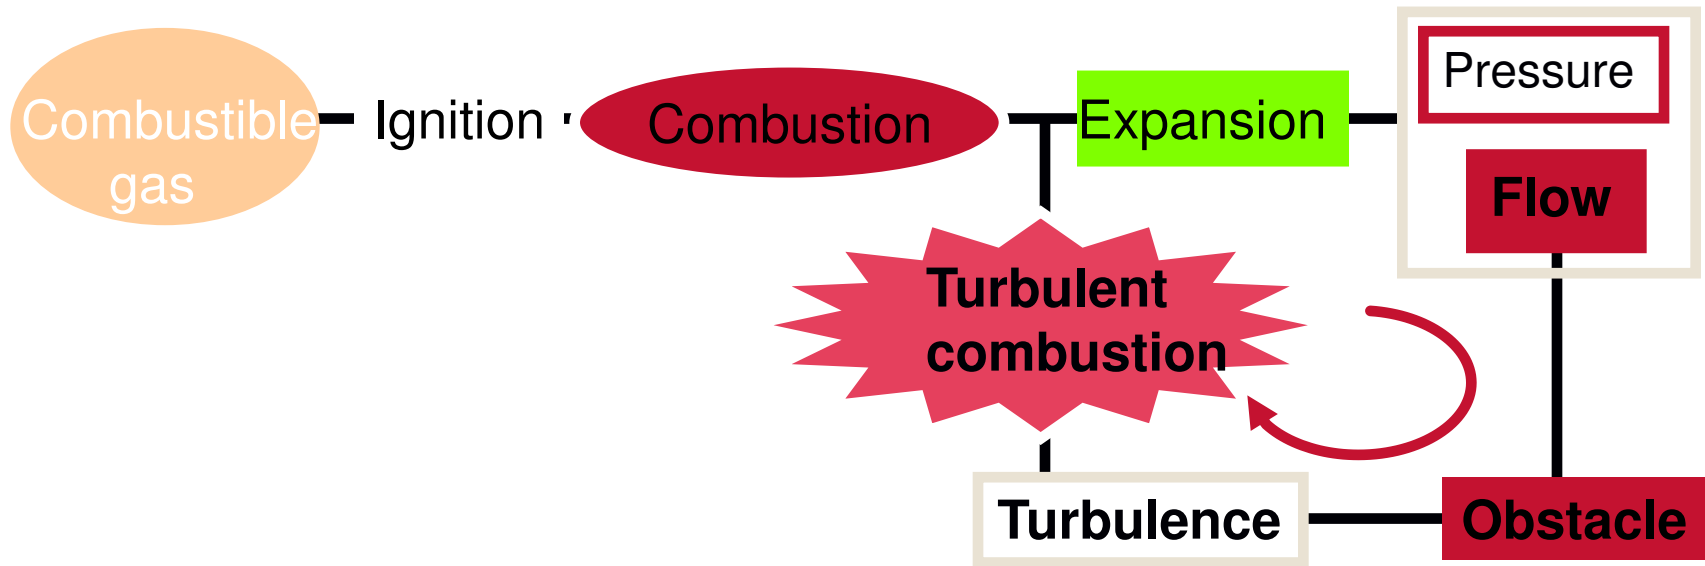 Combustible
gas
Ignition
Combustion
Expansion
Pressure
Flow
Turbulent
combustion
Turbulence
Obstacle